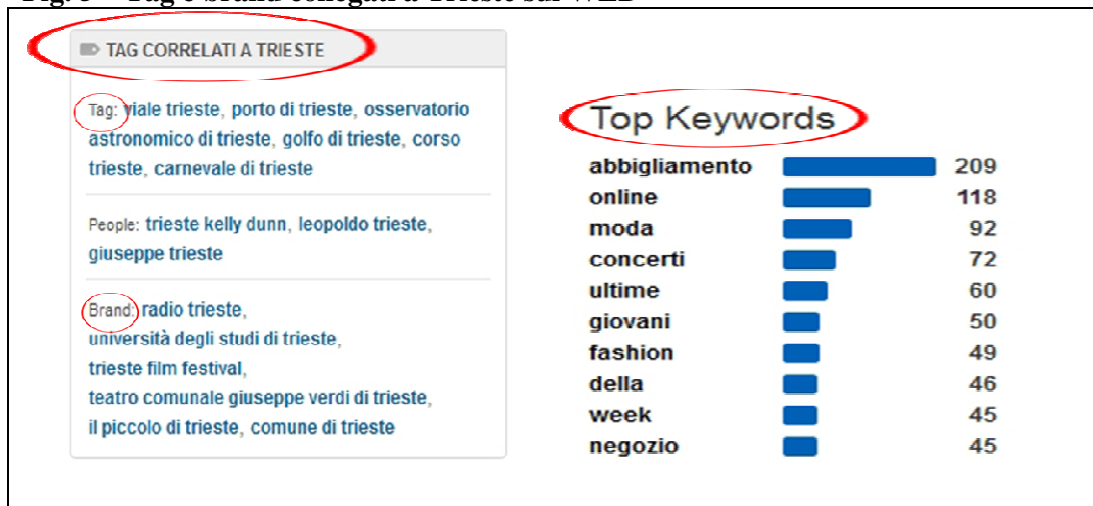 TAG CORRELATI A TRIESTE
Tag: viale trieste, porto di trieste, osservatorio
astronomico di trieste, golfo di trieste, corso
trieste, carnevale di trieste
People: trieste kelly dunn, leopoldo trieste,
giuseppe trieste
Brand: radio trieste,
università degli studi di trieste,
trieste film festival,
teatro comunale giuseppe verdi di trieste,
il piccolo di trieste, comune di trieste
Top Keywords
abbigliamento 209
online 118
moda 92
concerti 72
ultime 60
giovani 50
fashion 49
della 46
week 45
negozio 45